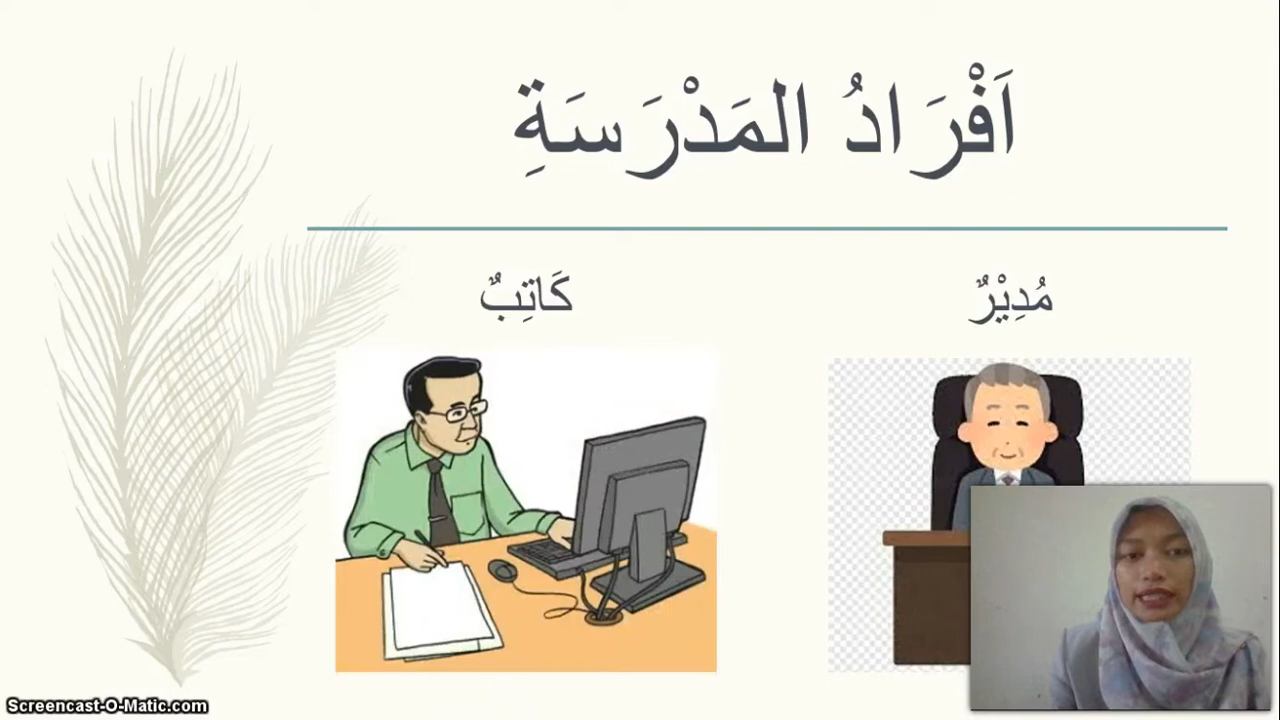 اَفْرَادُ المَدْرَسَةِ
مُدِيْرٌ
كَاتِبٌ
Screencast-O-Matic.com